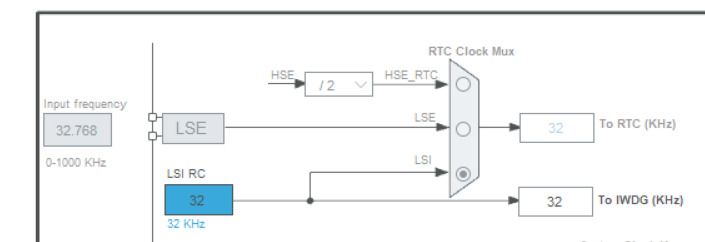 RTC Clock Mux
HSE
/ 2
HSE_RTC
Input frequency
32.768
0-1000 KHz
LSE
LSE
32
To RTC (KHz)
LSI RC
32
32 KHz
LSI
32
To IWDG (KHz)